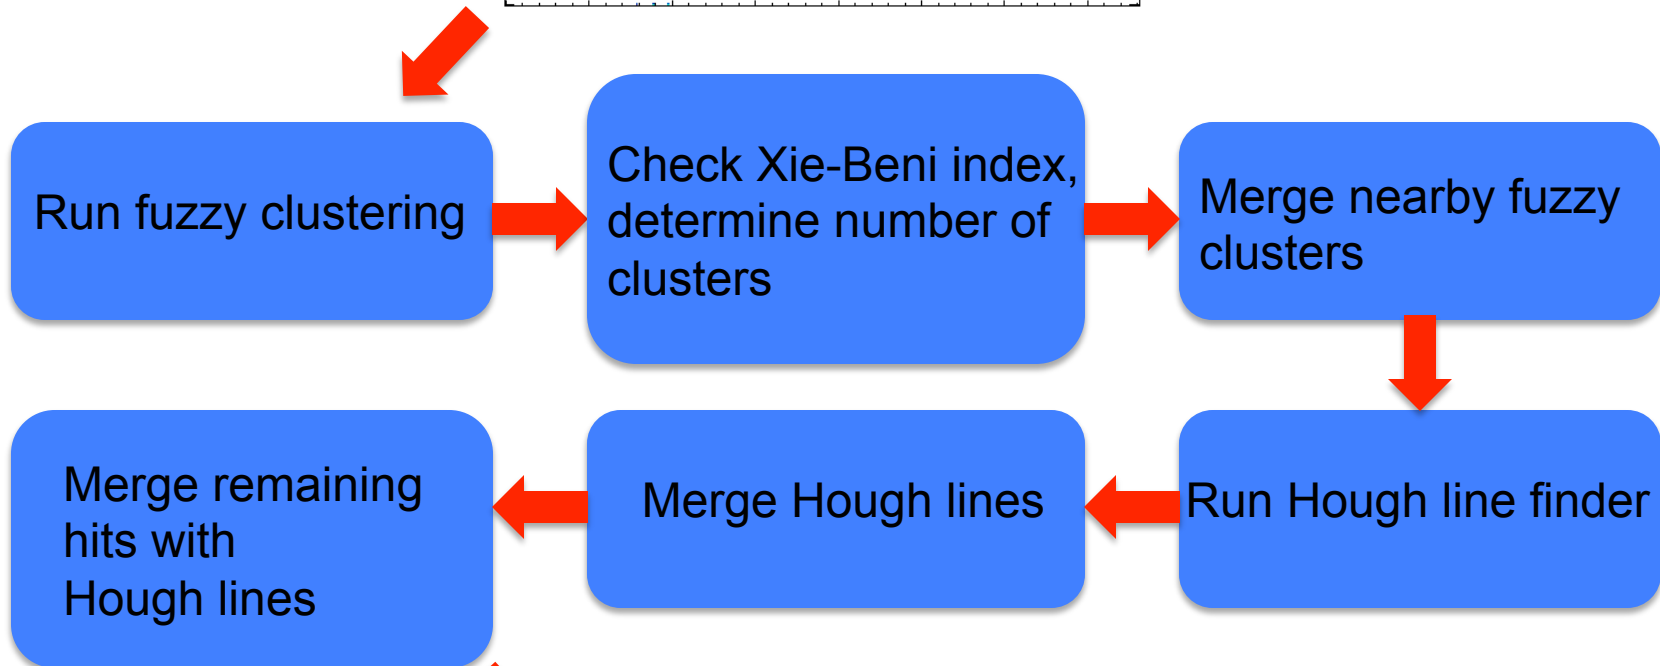 Run fuzzy clustering
Check Xie-Beni index,
determine number of
clusters
Merge nearby fuzzy
clusters
Run Hough line finder
Merge Hough lines
Merge remaining
hits with
Hough lines